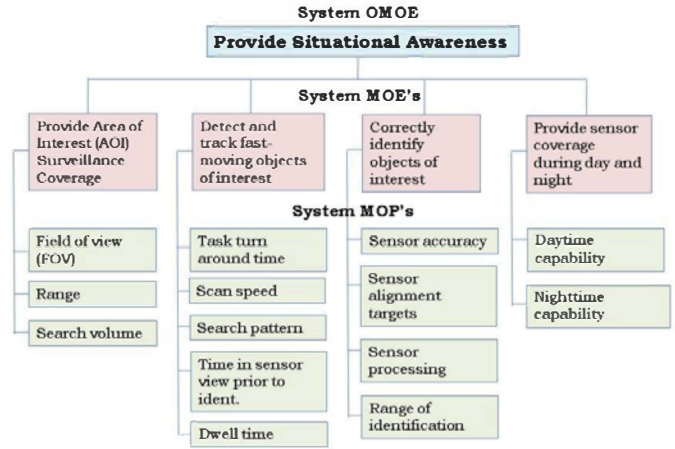 System OMOE
Provide Situational Awareness
System MOE's
Provide Area of
Interest (AOI)
Surveillance
Coverage
Detect and
track fast-
moving objects
of interest
Correctly
identify
objects of
interest
Provide sensor
coverage
during day and
night
System MOP's
Field of view
(FOV)
Range
Search volume
Task turn
around time
Scan speed
Search pattern
Time in sensor
view prior to
ident.
Dwell time
Sensor accuracy
Sensor
alignment
targets
Sensor
processing
Range of
identification
Daytime
capability
Nighttime
capability